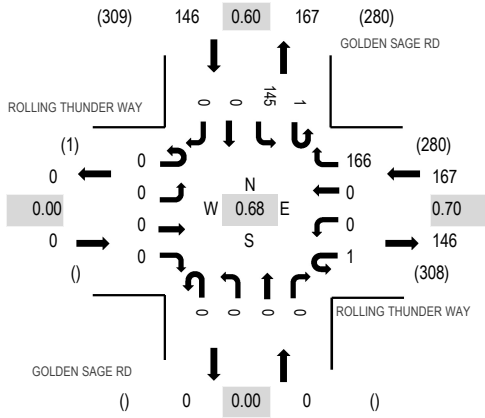 (309) 146 0.60 167 (280)
GOLDEN SAGE RD
0 0 145 1
ROLLING THUNDER WAY
(1)
0
0.00
0
()
0
0
0
0
N
W 0.68 E
S
166
0
0
1
(280)
167
0.70
146
(308)
0 0 0 0
ROLLING THUNDER WAY
GOLDEN SAGE RD
() 0 0.00 0 ()